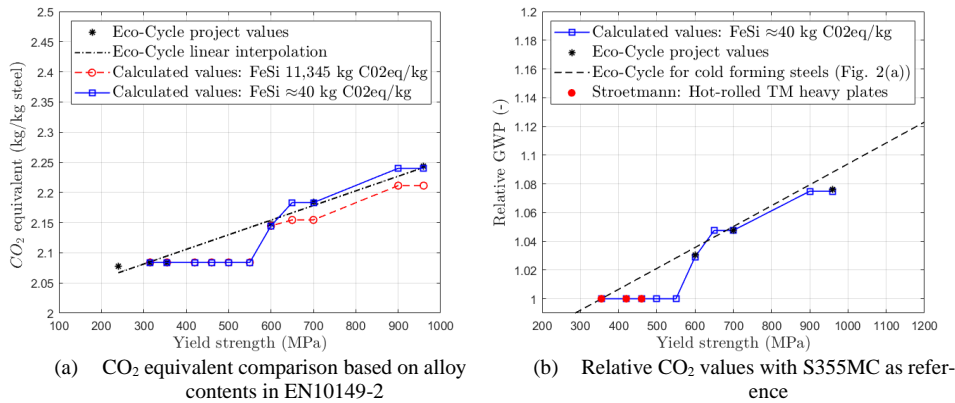 2.5
2.45
2.4
2.35
2.3
2.25
2.2
2.15
2.1
2.05
2
CO₂ equivalent (kg/kg steel)
Eco-Cycle project values
Eco-Cycle linear interpolation
Calculated values: FeSi 11,345 kg C02eq/kg
Calculated values: FeSi ≈40 kg C02eq/kg
100 200 300 400 500 600 700 800 900 1000
Yield strength (MPa)
(a) CO₂ equivalent comparison based on alloy
contents in EN10149-2
1.2
1.18
1.16
1.14
1.12
1.1
1.08
1.06
1.04
1.02
1
Relative GWP (-)
Calculated values: FeSi ≈40 kg C02eq/kg
Eco-Cycle project values
Eco-Cycle for cold forming steels (Fig. 2(a))
Stroetmann: Hot-rolled TM heavy plates
200 300 400 500 600 700 800 900 1000 1100 1200
Yield strength (MPa)
(b) Relative CO₂ values with S355MC as refer-
ence